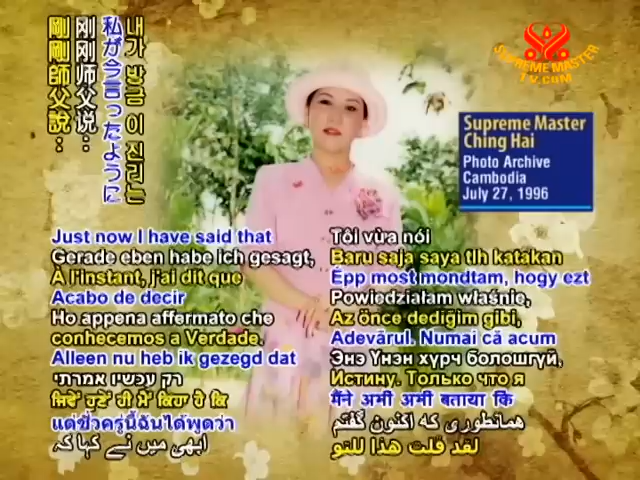 내가 방금 이 진리는
私が今言ったように
刚刚师父说：
剛剛師父說：
SUPREME MASTER
TV.COM
Supreme Master
Ching Hai
Photo Archive
Cambodia
July 27, 1996
Just now I have said that
Gerade eben habe ich gesagt,
À l'instant, j'ai dit que
Acabo de decir
Ho appena affermato che
conhecemos a Verdade.
Alleen nu heb ik gezegd dat
רק עכשיו אמרתי
ਜਿਵੇਂ ਹੁਣੇ ਹੀ ਮੈਂ ਕਿਹਾ ਹੈ ਕਿ
แต่ชั่วครู่นี้ฉันได้พูดว่า
ابھی میں نے کہا کہ
Tôi vừa nói
Baru saja saya tlh katakan
Épp most mondtam, hogy ezt
Powiedziałam właśnie,
Az önce dediğim gibi,
Adevărul. Numai că acum
Энэ Үнэн хүрч болошгүй,
Истину. Только что я
मैंने अभी अभी बताया कि
همانطوری که اکنون گفتم
لقد قلت هذا للتو